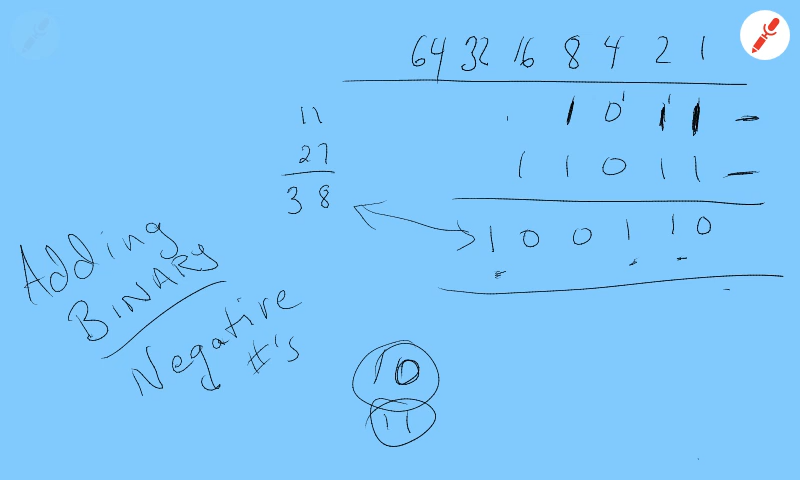 64 32 16 8 4 2 1
1 0 1 1 1
1 1 0 1 1
1 0 0 1 1 0
11
27
38
Adding
BINARY
Negative
#'s
10
11